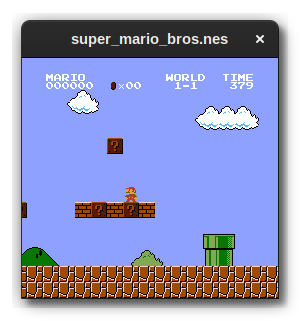 super_mario_bros.nes ×
MARIO WORLD TIME
000000 ×00 1-1 379
?
? ?